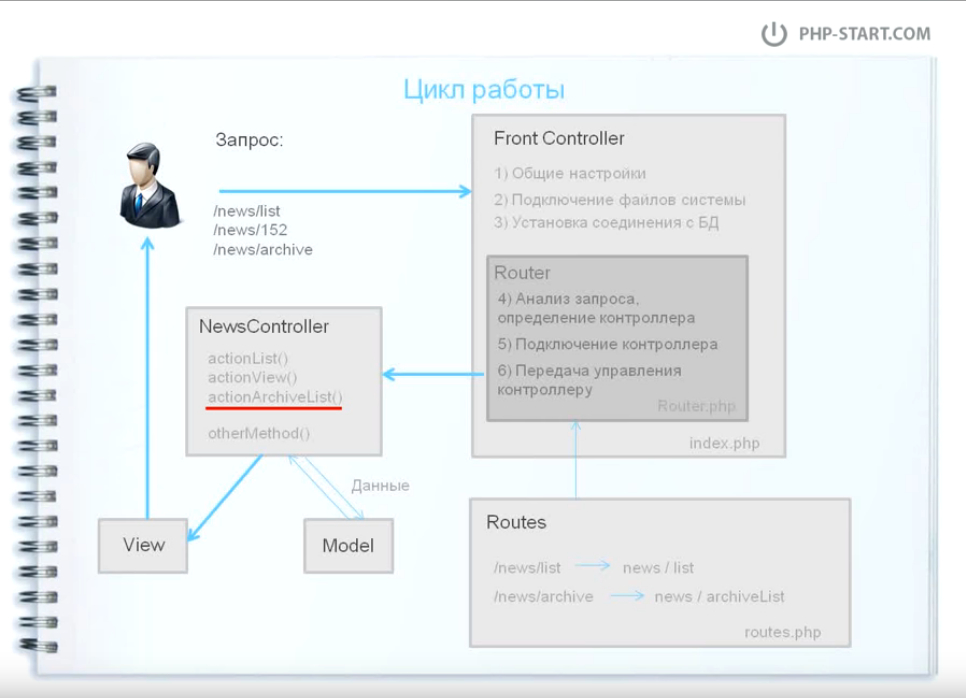 PHP-START.COM
Цикл работы
Запрос:
/news/list
/news/152
/news/archive
Front Controller
1) Общие настройки
2) Подключение файлов системы
3) Установка соединения с БД
Router
4) Анализ запроса,
определение контроллера
5) Подключение контроллера
6) Передача управления
контроллеру
Router.php
index.php
NewsController
actionList()
actionView()
actionArchiveList()
otherMethod()
Данные
View
Model
Routes
/news/list news / list
/news/archive news / archiveList
routes.php